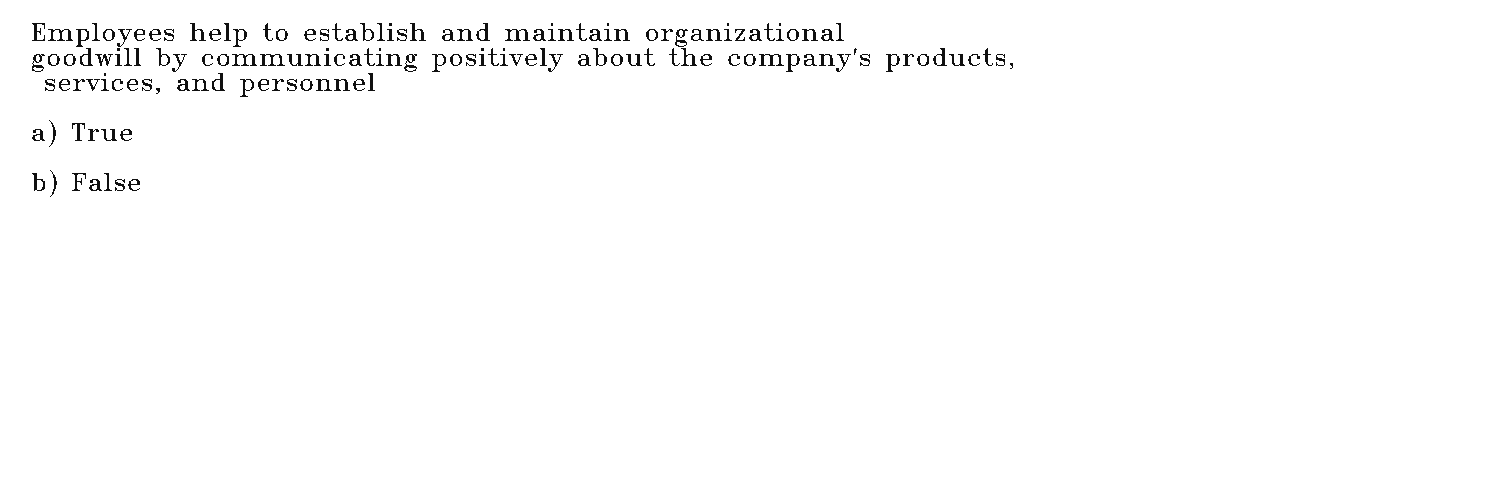 Employees help to establish and maintain organizational
goodwill by communicating positively about the company's products,
services, and personnel
a) True
b) False